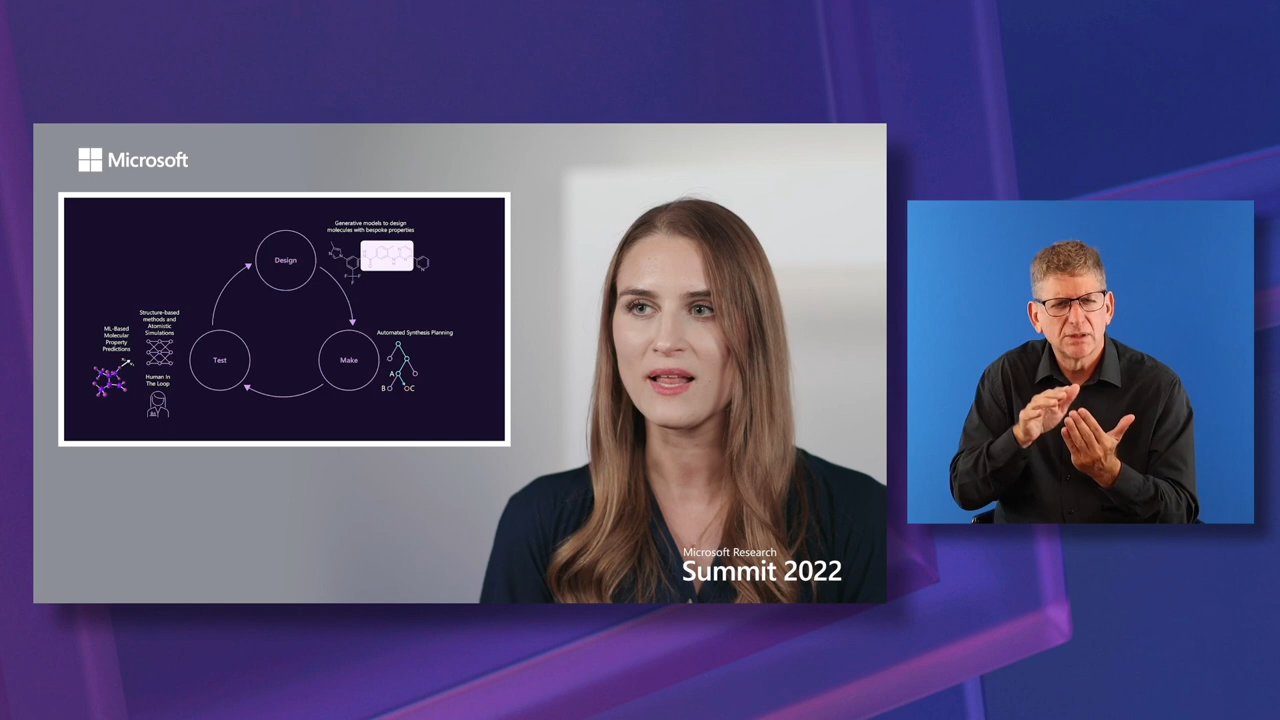 Microsoft
Generative models to design
molecules with bespoke properties
Design
Structure-based
methods and
Atomistic
Simulations
ML-Based
Molecular
Property
Predictions
Human In
The Loop
Test
Make
Automated Synthesis Planning
A
B
C
Microsoft Research
Summit 2022